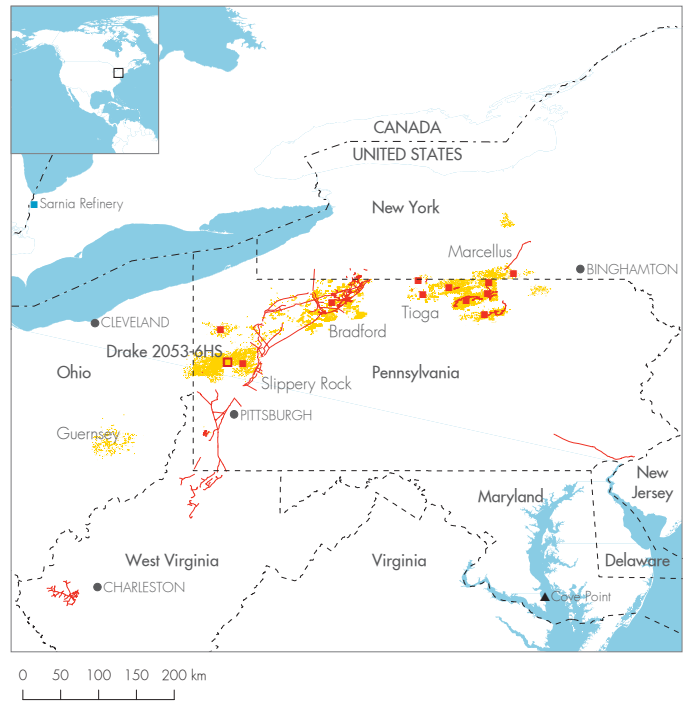 CANADA
UNITED STATES
Sarnia Refinery
New York
Marcellus
BINGHAMTON
Tioga
CLEVELAND
Bradford
Drake 2053-6HS
Ohio
Slippery Rock
Pennsylvania
PITTSBURGH
Guernsey
New
Jersey
Maryland
West Virginia
Virginia
Delaware
CHARLESTON
Cove Point
0 50 100 150 200 km